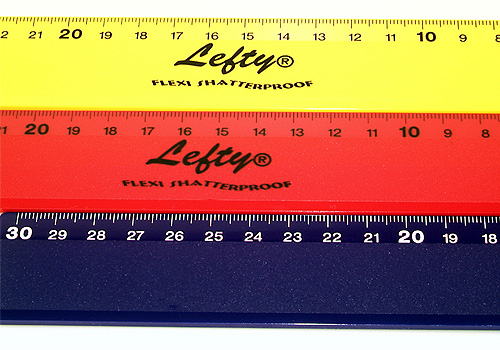 2 21 20 19 18 17 16 15 14 13 12 11 10 9 8
Lefty®
FLEXI SHATTERPROOF
21 20 19 18 17 16 15 14 13 12 11 10 9 8
Lefty®
FLEXI SHATTERPROOF
30 29 28 27 26 25 24 23 22 21 20 19 18